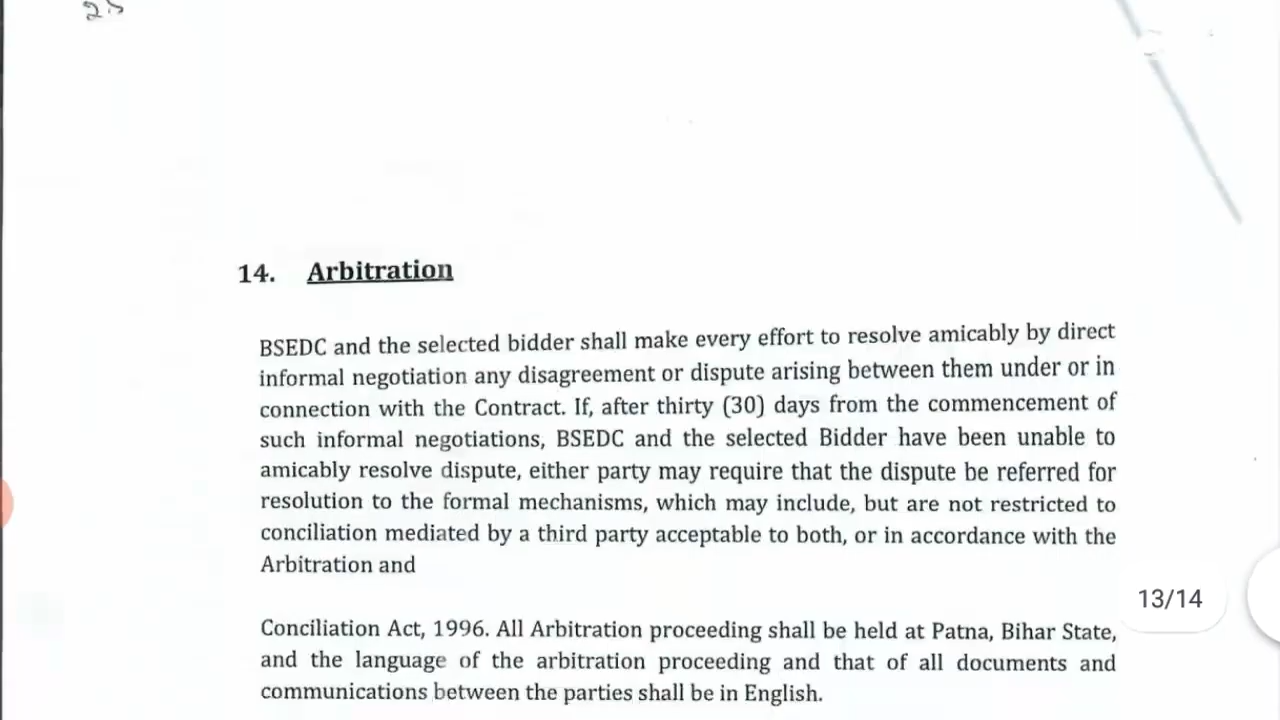 25
14. Arbitration
BSEDC and the selected bidder shall make every effort to resolve amicably by direct
informal negotiation any disagreement or dispute arising between them under or in
connection with the Contract. If, after thirty (30) days from the commencement of
such informal negotiations, BSEDC and the selected Bidder have been unable to
amicably resolve dispute, either party may require that the dispute be referred for
resolution to the formal mechanisms, which may include, but are not restricted to
conciliation mediated by a third party acceptable to both, or in accordance with the
Arbitration and
13/14
Conciliation Act, 1996. All Arbitration proceeding shall be held at Patna, Bihar State,
and the language of the arbitration proceeding and that of all documents and
communications between the parties shall be in English.